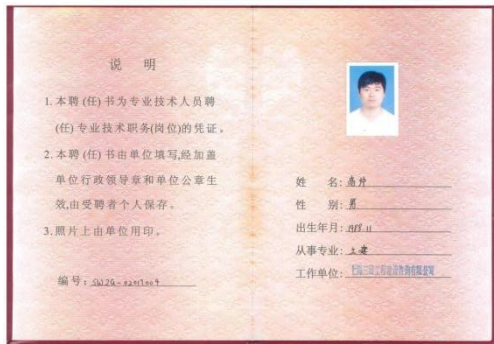 说 明
1. 本聘(任)书为专业技术人员聘
(任)专业技术职务(岗位)的凭证。
2. 本聘(任)书由单位填写,经加盖
单位行政领导章和单位公章生
效,由受聘者个人保存。
3. 照片上由单位用印。
编号:
姓 名:
性 别: 男
出生年月: 1988.11
从事专业: 土建
工作单位: